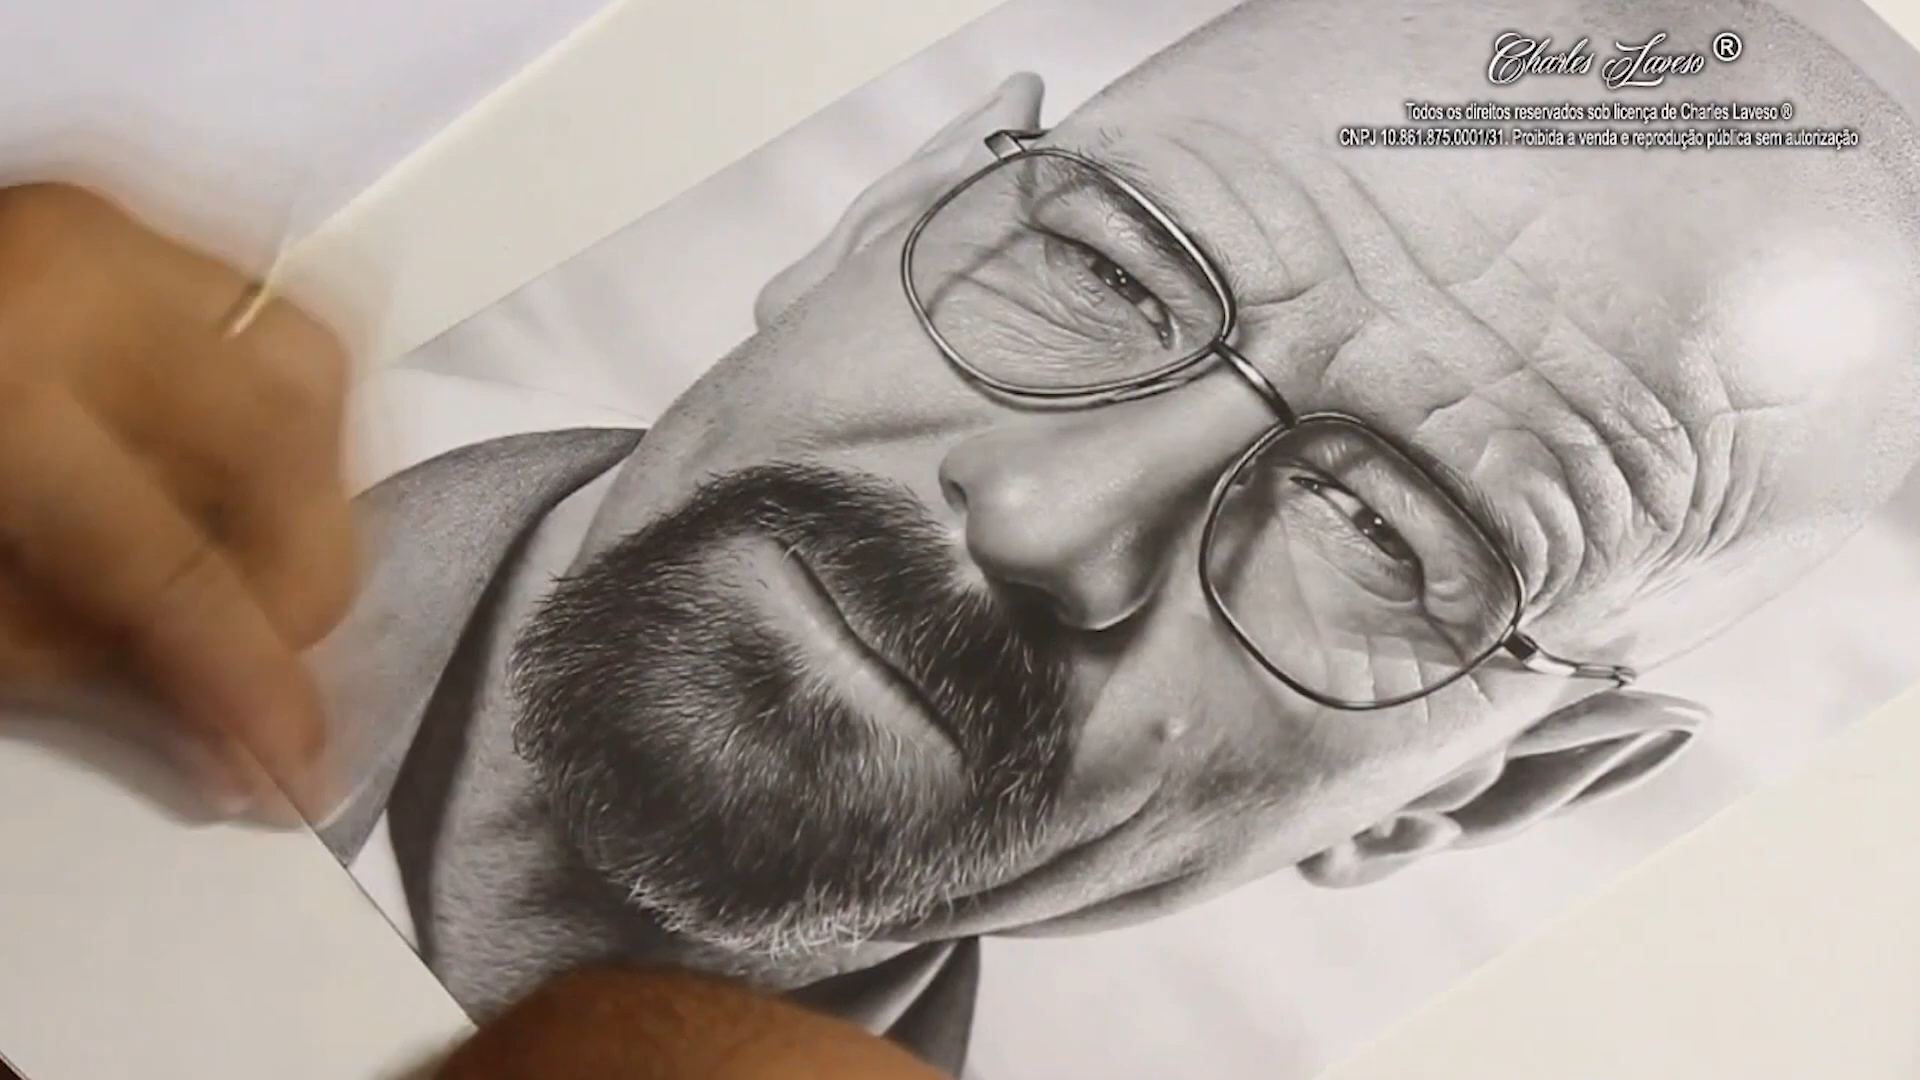 Charles Laveso ®
Todos os direitos reservados sob licença de Charles Laveso ®
CNPJ 10.861.875.0001/31. Proibida a venda e reprodução pública sem autorização